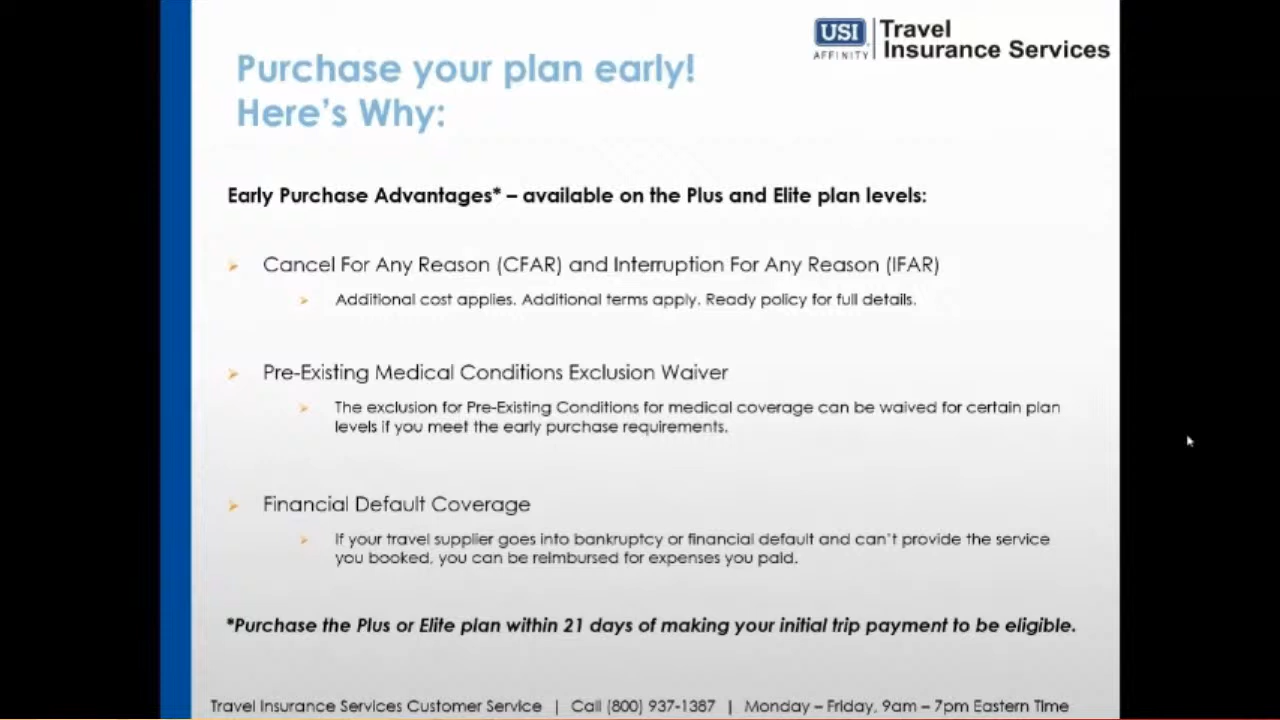 USI
AFFINITY
Travel
Insurance Services
Purchase your plan early!
Here's Why:
Early Purchase Advantages* – available on the Plus and Elite plan levels:
Cancel For Any Reason (CFAR) and Interruption For Any Reason (IFAR)
Additional cost applies. Additional terms apply. Ready policy for full details.
Pre-Existing Medical Conditions Exclusion Waiver
The exclusion for Pre-Existing Conditions for medical coverage can be waived for certain plan
levels if you meet the early purchase requirements.
Financial Default Coverage
If your travel supplier goes into bankruptcy or financial default and can't provide the service
you booked, you can be reimbursed for expenses you paid.
*Purchase the Plus or Elite plan within 21 days of making your initial trip payment to be eligible.
Travel Insurance Services Customer Service | Call (800) 937-1387 | Monday – Friday, 9am – 7pm Eastern Time